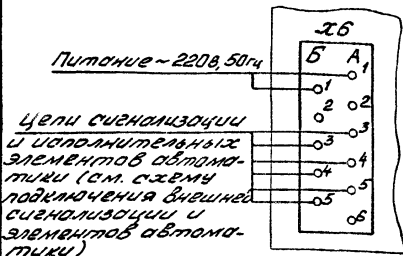 X6
Б А
Питание ~ 220в, 50гц
1
1
2
2
Цепи сигнализации
3
и исполнительных
3
элементов автома-
4
тики (см. схему
4
подключения внешней
5
сигнализации и
5
элементов автома-
6
тики)